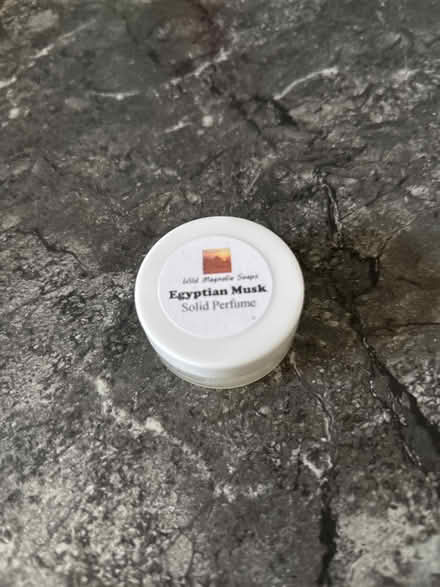 Wild Magnolia Soaps
Egyptian Musk
Solid Perfume